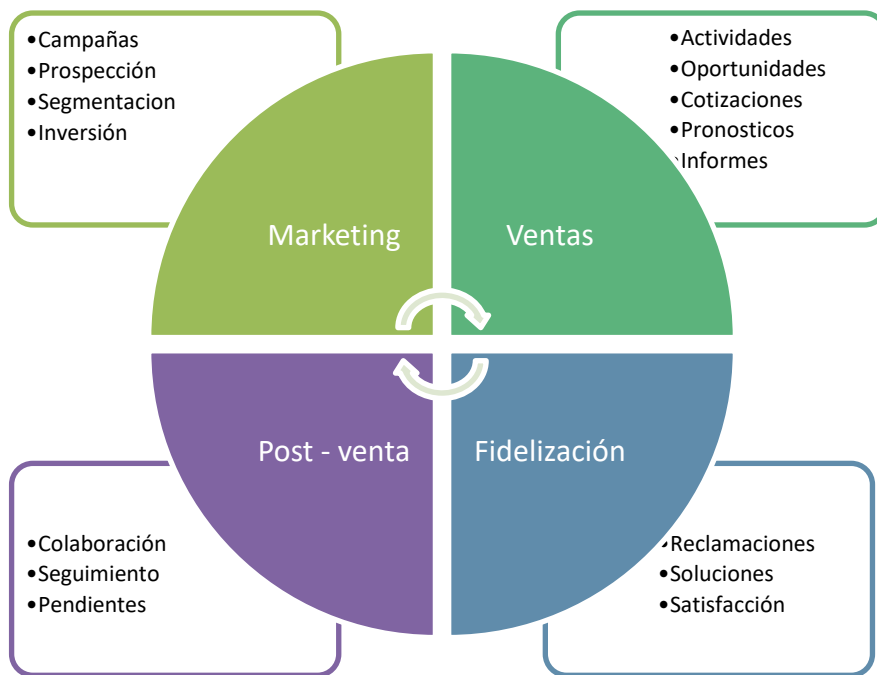 •Campañas
•Prospección
•Segmentacion
•Inversión
•Actividades
•Oportunidades
•Cotizaciones
•Pronosticos
•Informes
Marketing
Ventas
Post - venta
Fidelización
•Colaboración
•Seguimiento
•Pendientes
•Reclamaciones
•Soluciones
•Satisfacción